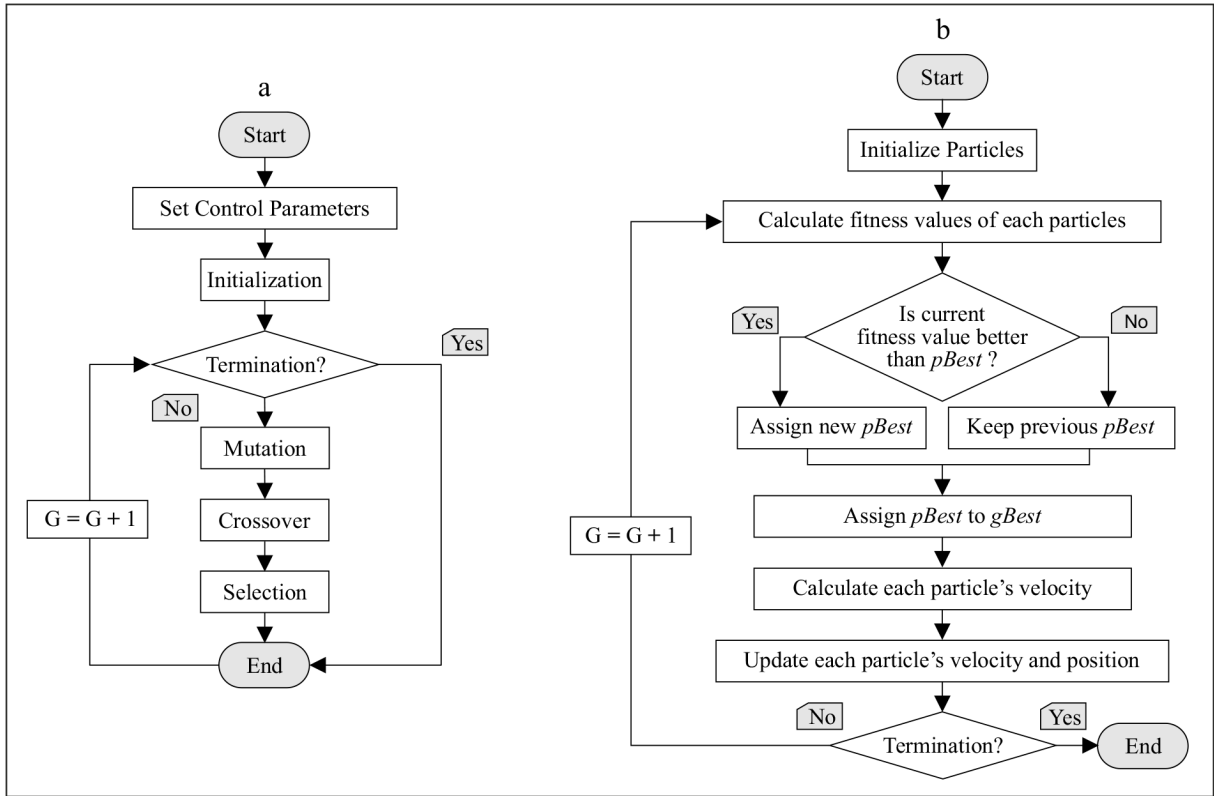 a
Start
Set Control Parameters
Initialization
Termination?
Yes
No
Mutation
G = G + 1
Crossover
Selection
End
b
Start
Initialize Particles
Calculate fitness values of each particles
Is current
fitness value better
than pBest ?
Yes
No
Assign new pBest
Keep previous pBest
Assign pBest to gBest
G = G + 1
Calculate each particle’s velocity
Update each particle’s velocity and position
No
Yes
Termination?
End